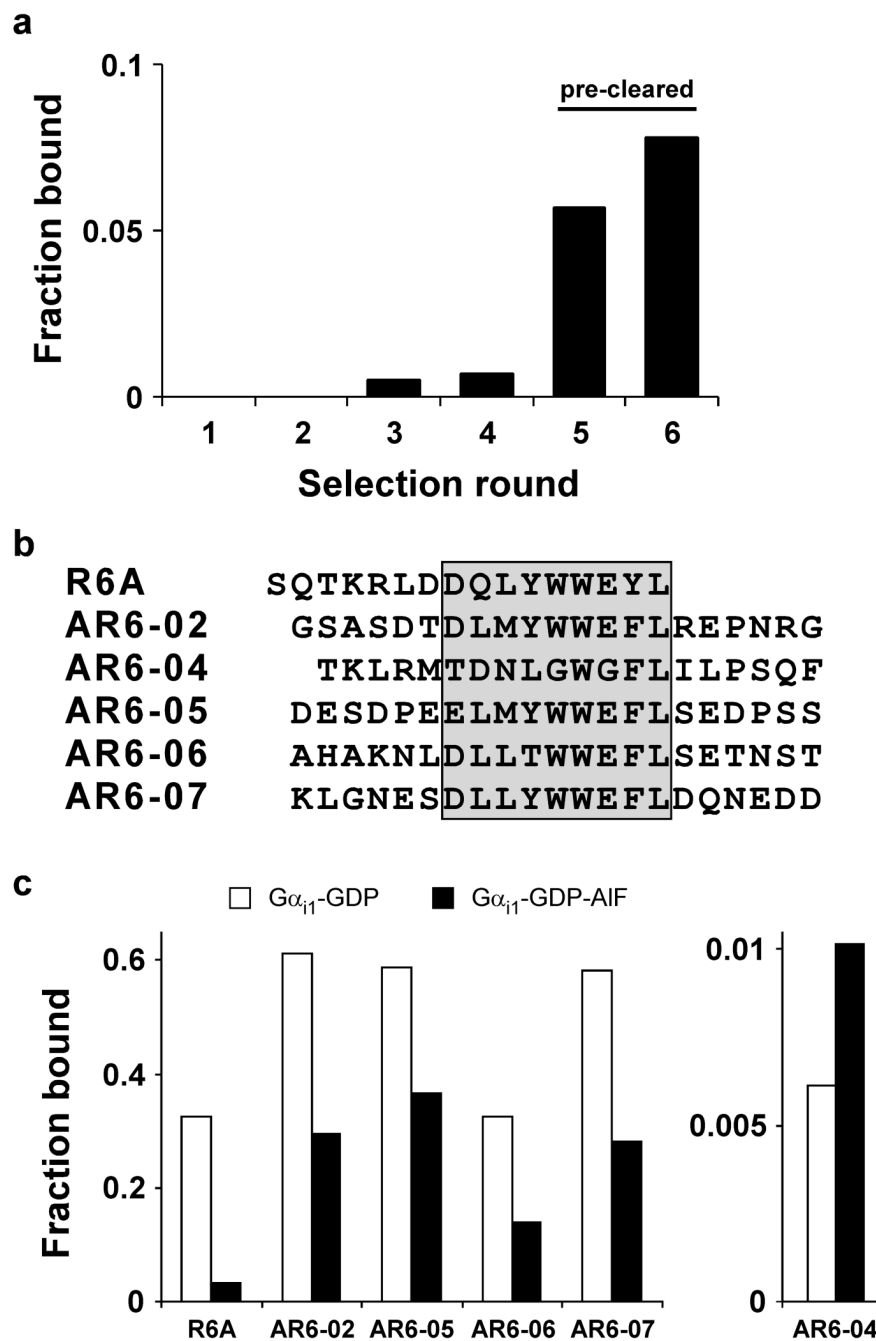 a
0.1
pre-cleared
0.05
0
Fraction bound
1 2 3 4 5 6
Selection round
b
R6A SQTKRLDDQLYWWEYL
AR6-02 GSASDTDLMYWWEFLREPNRG
AR6-04 TKLRMTDNLGWGFLILPSQF
AR6-05 DESDPEELMYWWEFLSEDPSS
AR6-06 AHAKNLDLLTWWEFLSETNST
AR6-07 KLGNESDLLYWWEFLDQNEDD
c
Gαi1-GDP Gαi1-GDP-AlF
0.6
0.4
0.2
0
Fraction bound
R6A AR6-02 AR6-05 AR6-06 AR6-07
0.01
0.005
0
AR6-04